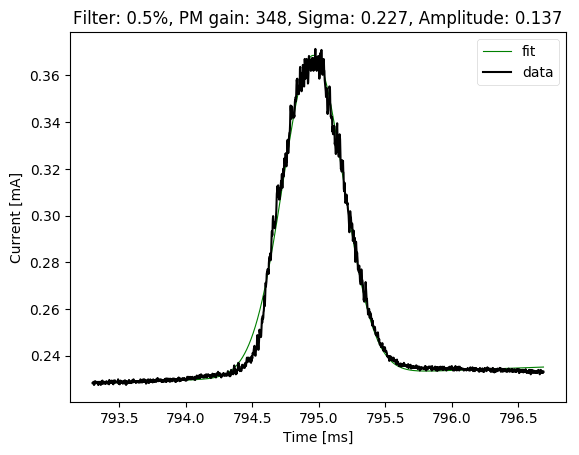 Filter: 0.5%, PM gain: 348, Sigma: 0.227, Amplitude: 0.137
fit
data
0.36
0.34
0.32
0.30
0.28
0.26
0.24
Current [mA]
793.5 794.0 794.5 795.0 795.5 796.0 796.5
Time [ms]